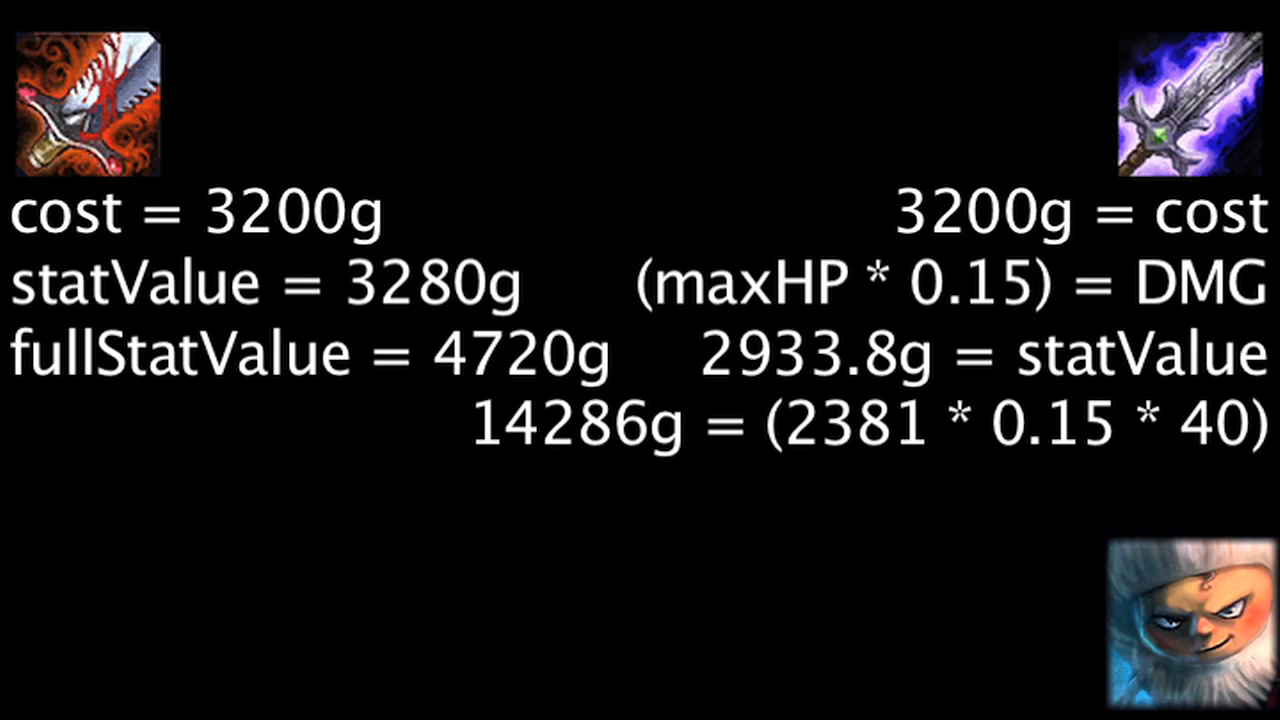 cost = 3200g
3200g = cost
statValue = 3280g
(maxHP * 0.15) = DMG
fullStatValue = 4720g
2933.8g = statValue
14286g = (2381 * 0.15 * 40)